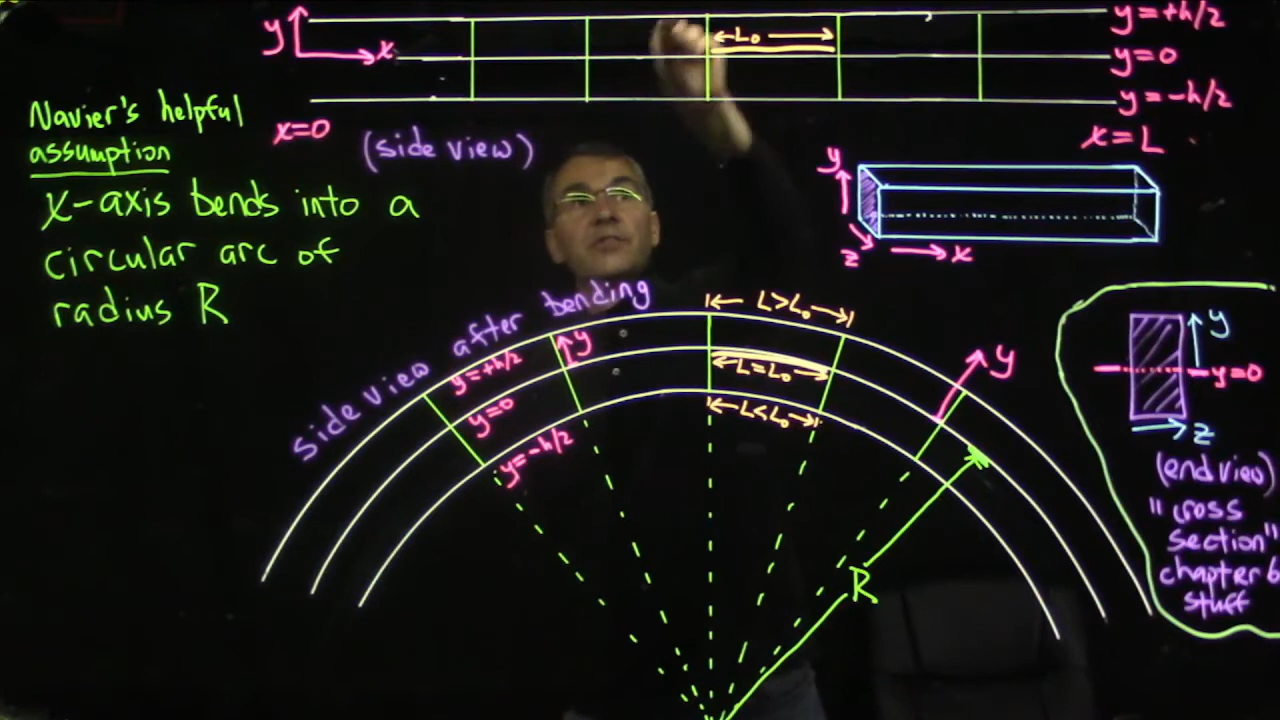 y
x
L₀
y=+h/2
y=0
y=-h/2
x=0
x=L
(side view)
Navier's helpful
assumption
x-axis bends into a
circular arc of
radius R
y
z
x
side view after bending
L>L₀
L=L₀
L<L₀
y=+h/2
y=0
y=-h/2
y
y
R
y
y=0
z
(end view)
"cross
section"
chapter 6
stuff